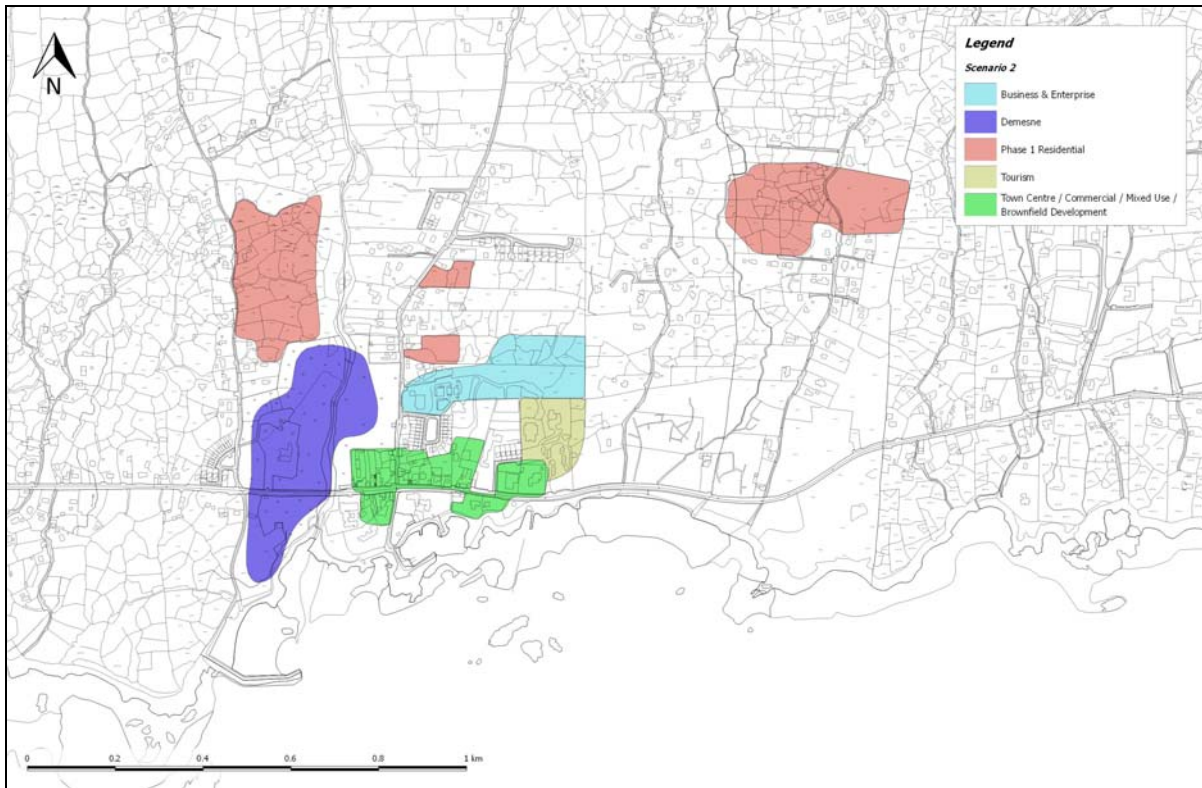 N
Legend
Scenario 2
Business & Enterprise
Demesne
Phase 1 Residential
Tourism
Town Centre / Commercial / Mixed Use /
Brownfield Development
0 0.2 0.4 0.6 0.8 1 km